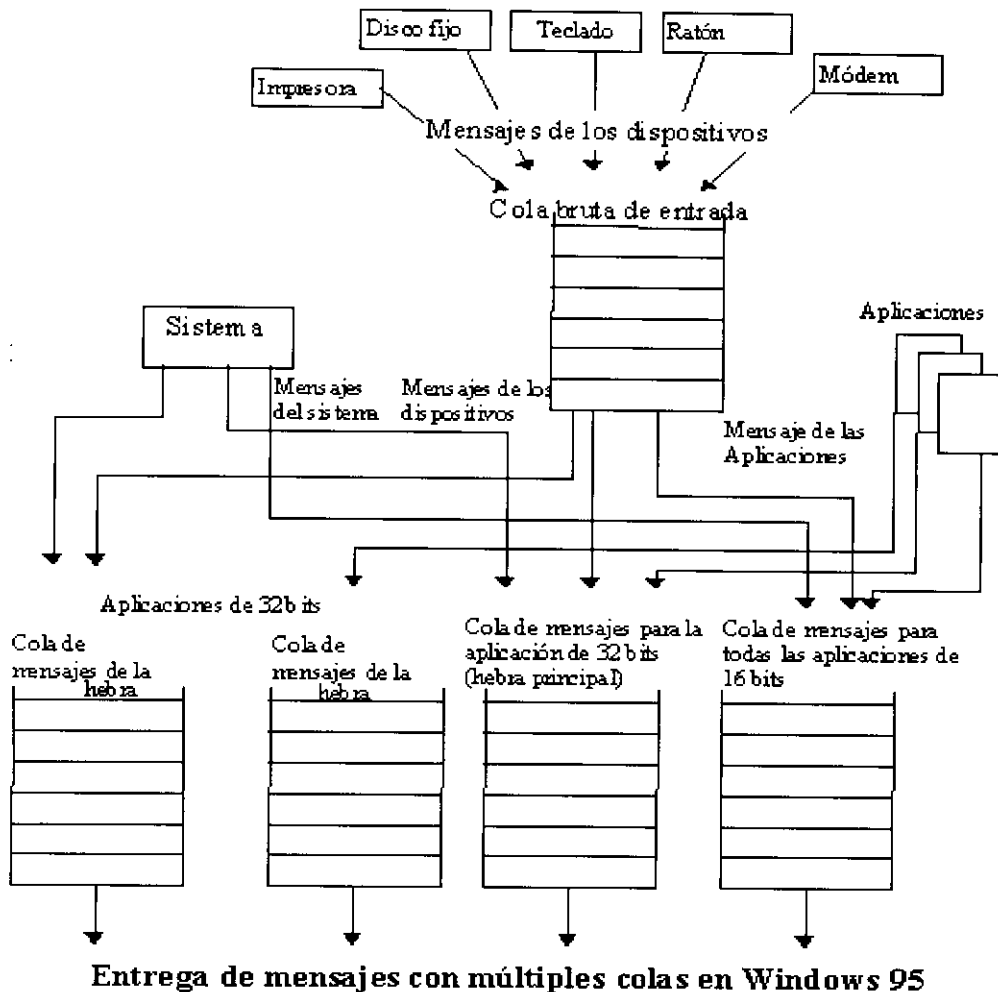 Disco fijo
Teclado
Ratón
Impresora
Módem
Mensajes de los dispositivos
Cola bruta de entrada
Sistema
Aplicaciones
Mensajes
del sistema
Mensajes de los
dispositivos
Mensaje de las
Aplicaciones
Aplicaciones de 32 bits
Cola de
mensajes de la
hebra
Cola de
mensajes de la
hebra
Cola de mensajes para la
aplicación de 32 bits
(hebra principal)
Cola de mensajes para
todas las aplicaciones de
16 bits
Entrega de mensajes con múltiples colas en Windows 95